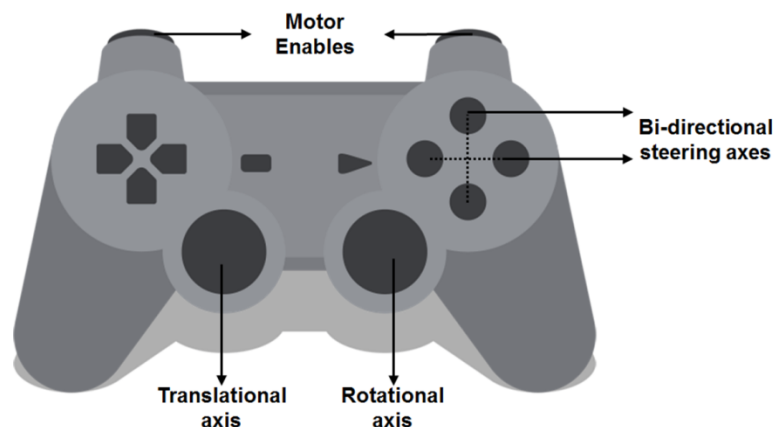 Motor
Enables
Bi-directional
steering axes
Translational
axis
Rotational
axis